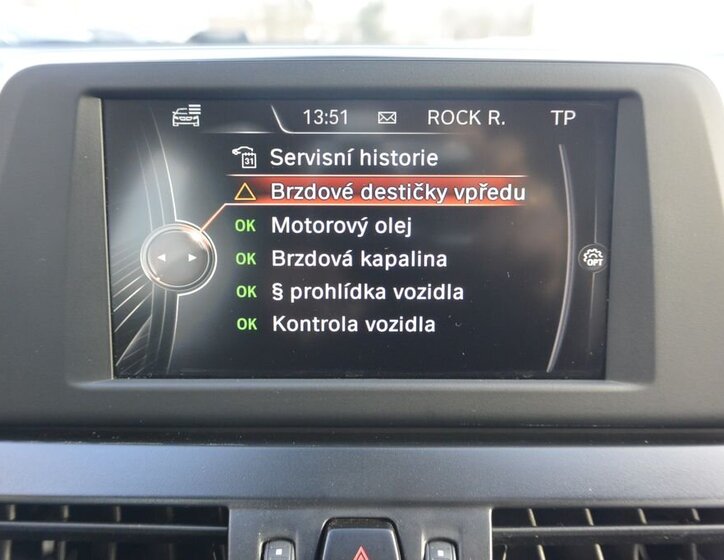 13:51 ROCK R. TP
31 Servisní historie
Brzdové destičky vpředu
OK Motorový olej
OK Brzdová kapalina
OPT
OK § prohlídka vozidla
OK Kontrola vozidla